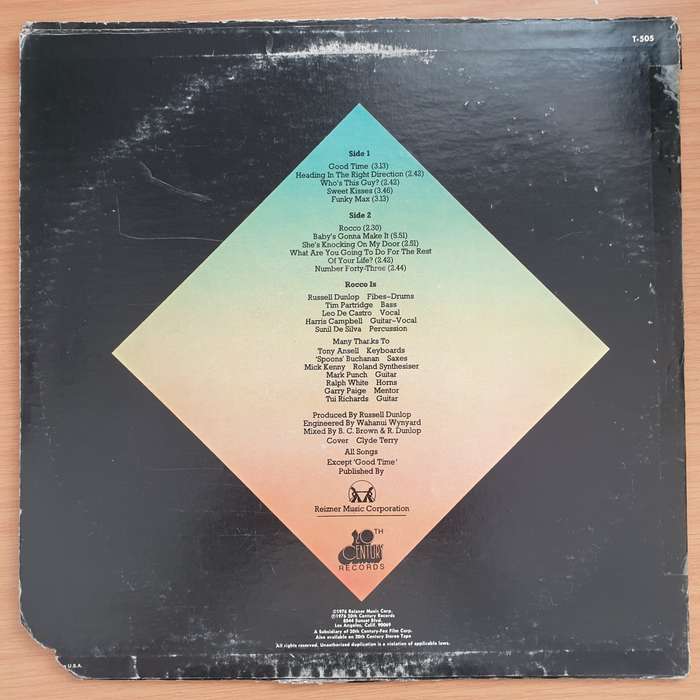 T-505
Side 1
Good Time (3.13)
Heading In The Right Direction (2.42)
Who's This Guy? (2.42)
Sweet Kisses (3.46)
Funky Max (3.13)
Side 2
Rocco (2.30)
Baby's Gonna Make It (5.51)
She's Knocking On My Door (2.51)
What Are You Going To Do For The Rest
Of Your Life? (2.42)
Number Forty-Three (2.44)
Rocco Is
Russell Dunlop Fibes-Drums
Tim Partridge Bass
Leo De Castro Vocal
Harris Campbell Guitar-Vocal
Sunil De Silva Percussion
Many Thanks To
Tony Ansell Keyboards
'Spoons' Buchanan Saxes
Mick Kenny Roland Synthesiser
Mark Punch Guitar
Ralph White Horns
Garry Paige Mentor
Tui Richards Guitar
Produced By Russell Dunlop
Engineered By Wahanui Wynyard
Mixed By B. C. Brown & R. Dunlop
Cover Clyde Terry
All Songs
Except 'Good Time'
Published By
Reizner Music Corporation
20TH
CENTURY
RECORDS
©1976 Reizner Music Corp.
℗1976 20th Century Records
8544 Sunset Blvd.
Los Angeles, Calif. 90069
A Subsidiary of 20th Century-Fox Film Corp.
Also available on 20th Century Stereo Tape
All rights reserved. Unauthorized duplication is a violation of applicable laws.
U.S.A.